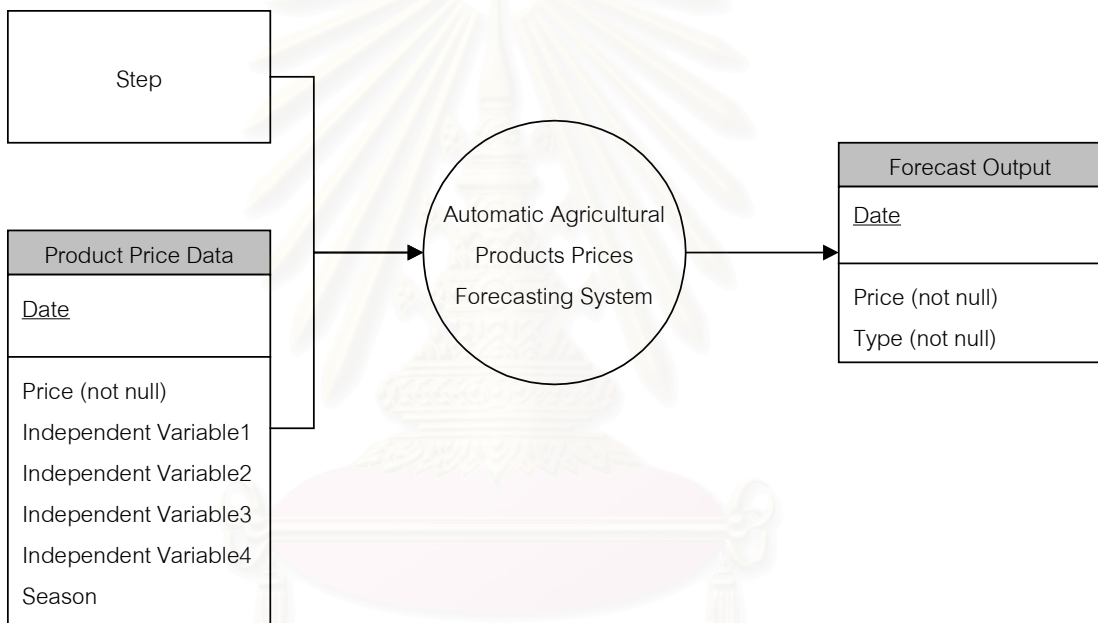 Step
Product Price Data
Date
Price (not null)
Independent Variable1
Independent Variable2
Independent Variable3
Independent Variable4
Season
Automatic Agricultural
Products Prices
Forecasting System
Forecast Output
Date
Price (not null)
Type (not null)